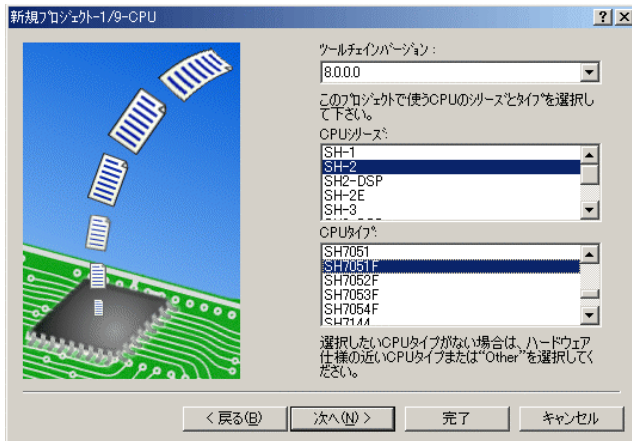 新規プロジェクト-1/9-CPU
ツールチェインバージョン :
8.0.0.0
このプロジェクトで使うCPUのシリーズとタイプを選択し
て下さい。
CPUシリーズ:
SH-1
SH-2
SH2-DSP
SH-2E
SH-3
CPUタイプ:
SH7051
SH7051F
SH7052F
SH7053F
SH7054F
SH7144
選択したいCPUタイプがない場合は、ハードウェア
仕様の近いCPUタイプまたは“Other”を選択してく
ださい。
< 戻る(B)
次へ(N) >
完了
キャンセル